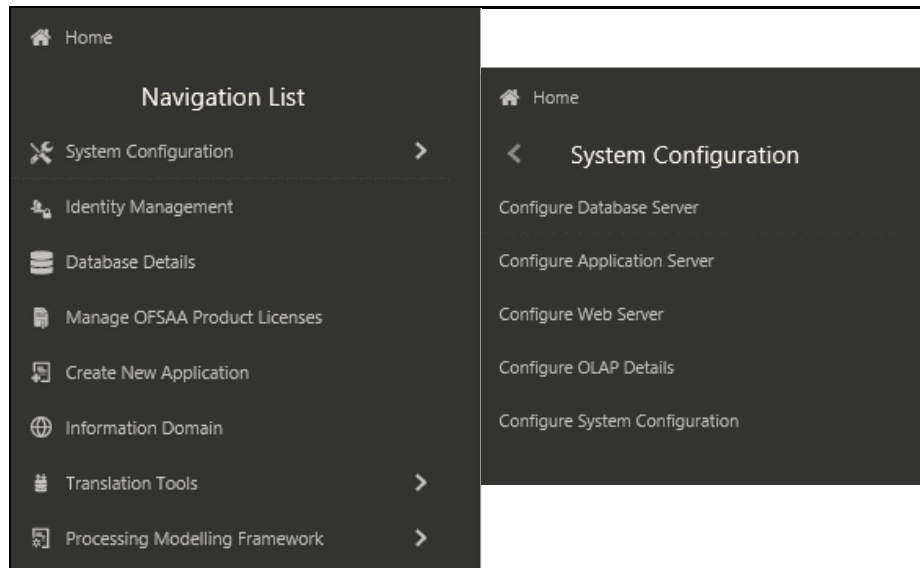 Home
Navigation List
System Configuration
Identity Management
Database Details
Manage OFSAA Product Licenses
Create New Application
Information Domain
Translation Tools
Processing Modelling Framework
Home
System Configuration
Configure Database Server
Configure Application Server
Configure Web Server
Configure OLAP Details
Configure System Configuration